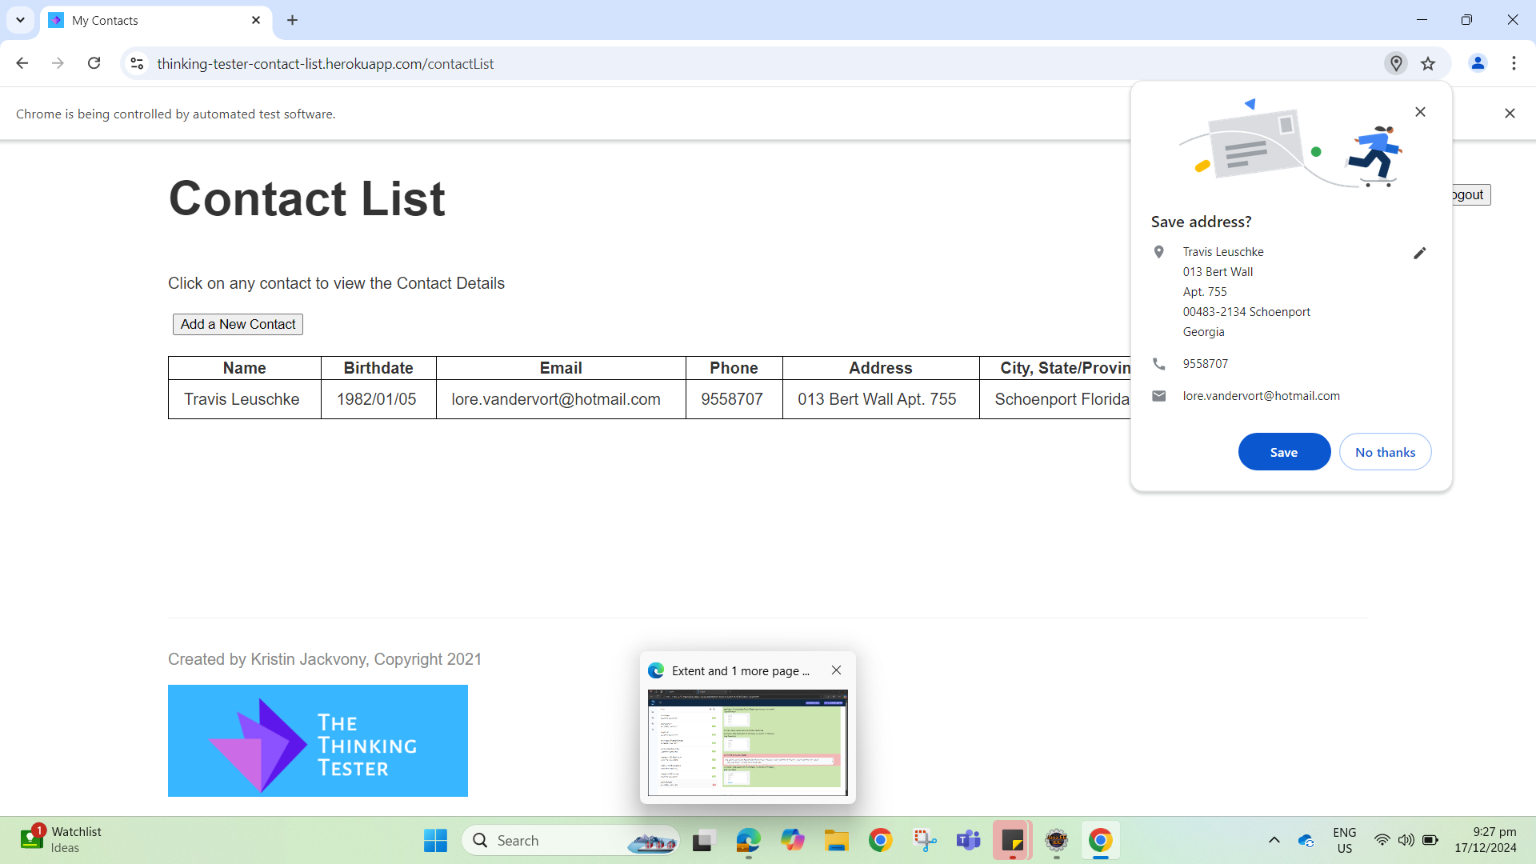 My Contacts
thinking-tester-contact-list.herokuapp.com/contactList
Chrome is being controlled by automated test software.
Contact List
ogout
Click on any contact to view the Contact Details
Add a New Contact
Name Birthdate Email Phone Address City, State/Provin
Travis Leuschke 1982/01/05 lore.vandervort@hotmail.com 9558707 013 Bert Wall Apt. 755 Schoenport Florida
Save address?
Travis Leuschke
013 Bert Wall
Apt. 755
00483-2134 Schoenport
Georgia
9558707
lore.vandervort@hotmail.com
Save No thanks
Created by Kristin Jackvony, Copyright 2021
THE
THINKING
TESTER
Extent and 1 more page ...
1
Watchlist
Ideas
Search
ENG
US
9:27 pm
17/12/2024